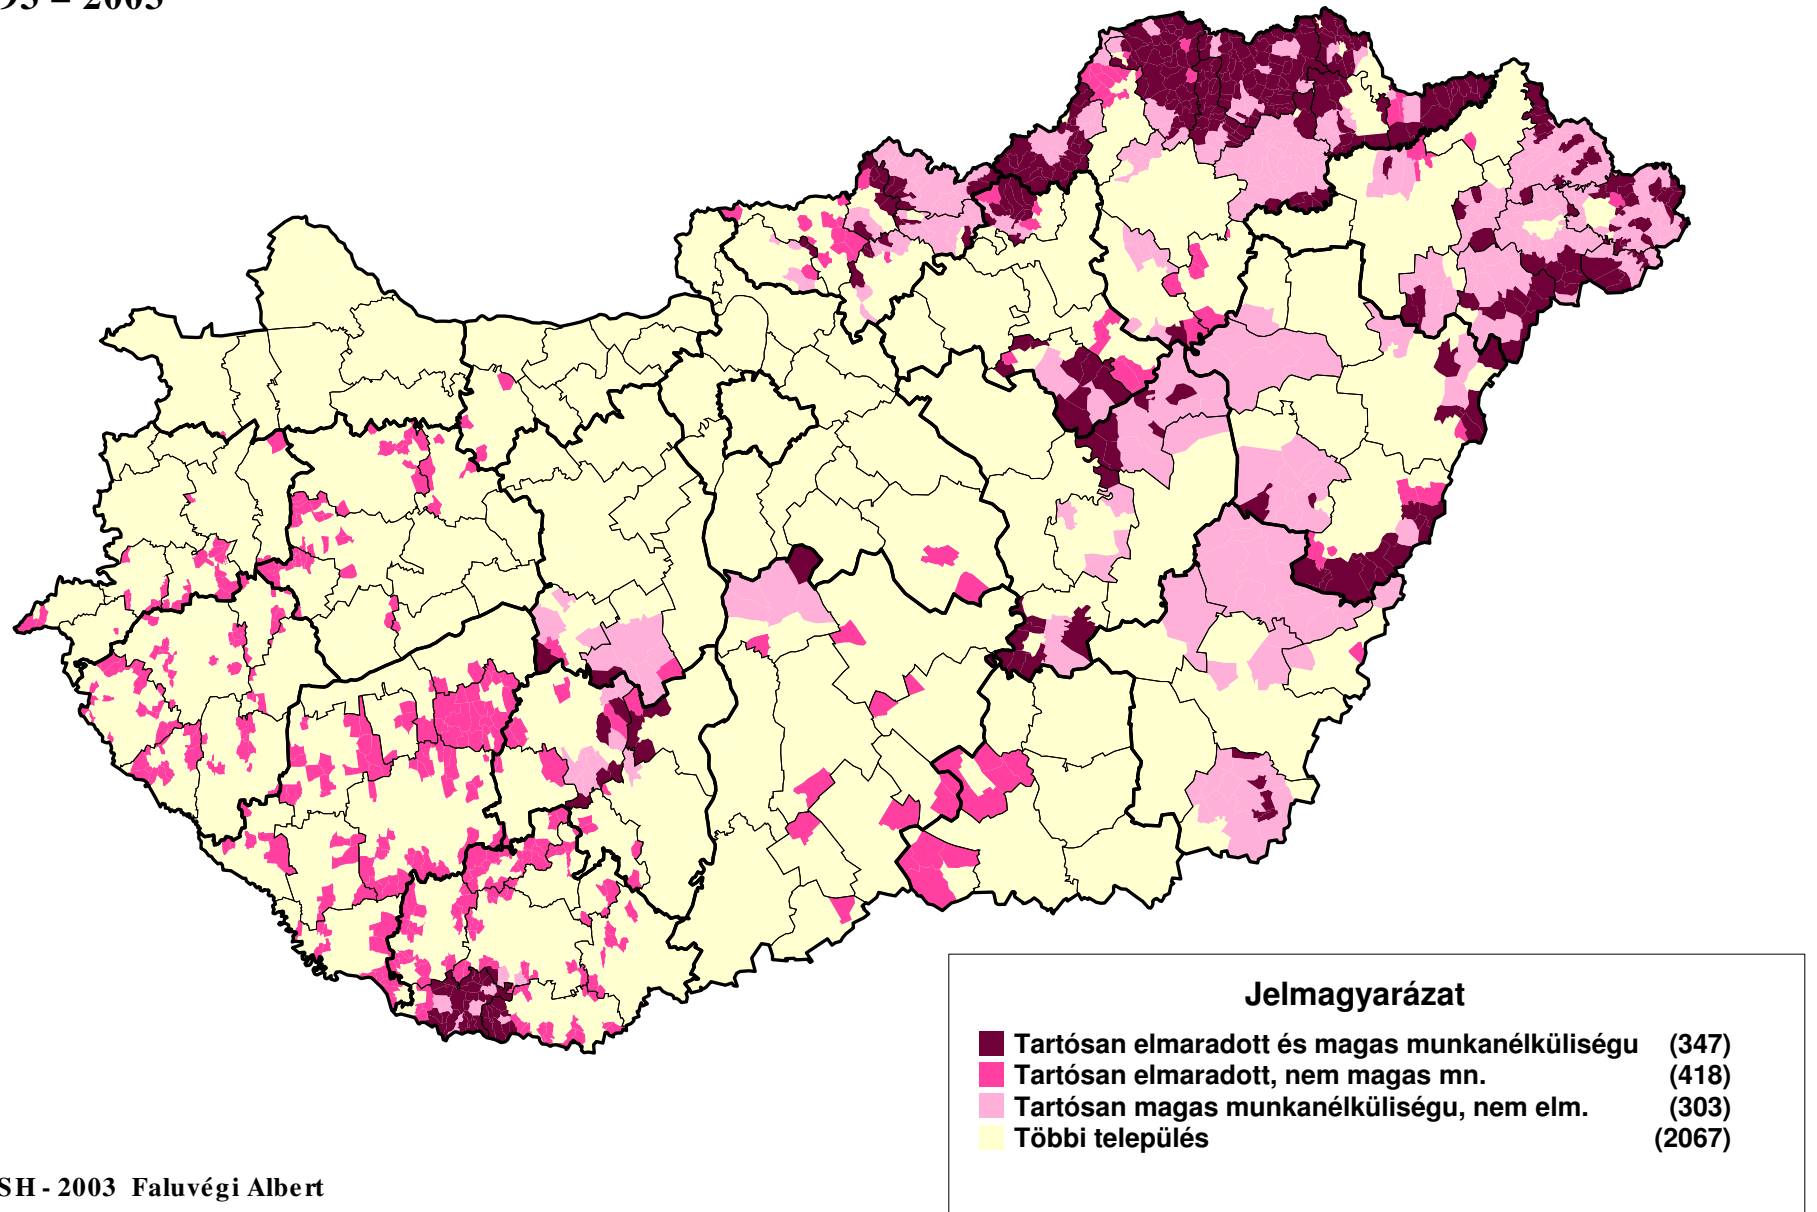 – 2003
Jelmagyarázat
Tartósan elmaradott és magas munkanélküliségu (347)
Tartósan elmaradott, nem magas mn. (418)
Tartósan magas munkanélküliségu, nem elm. (303)
Többi település (2067)
SH - 2003 Faluvégi Albert